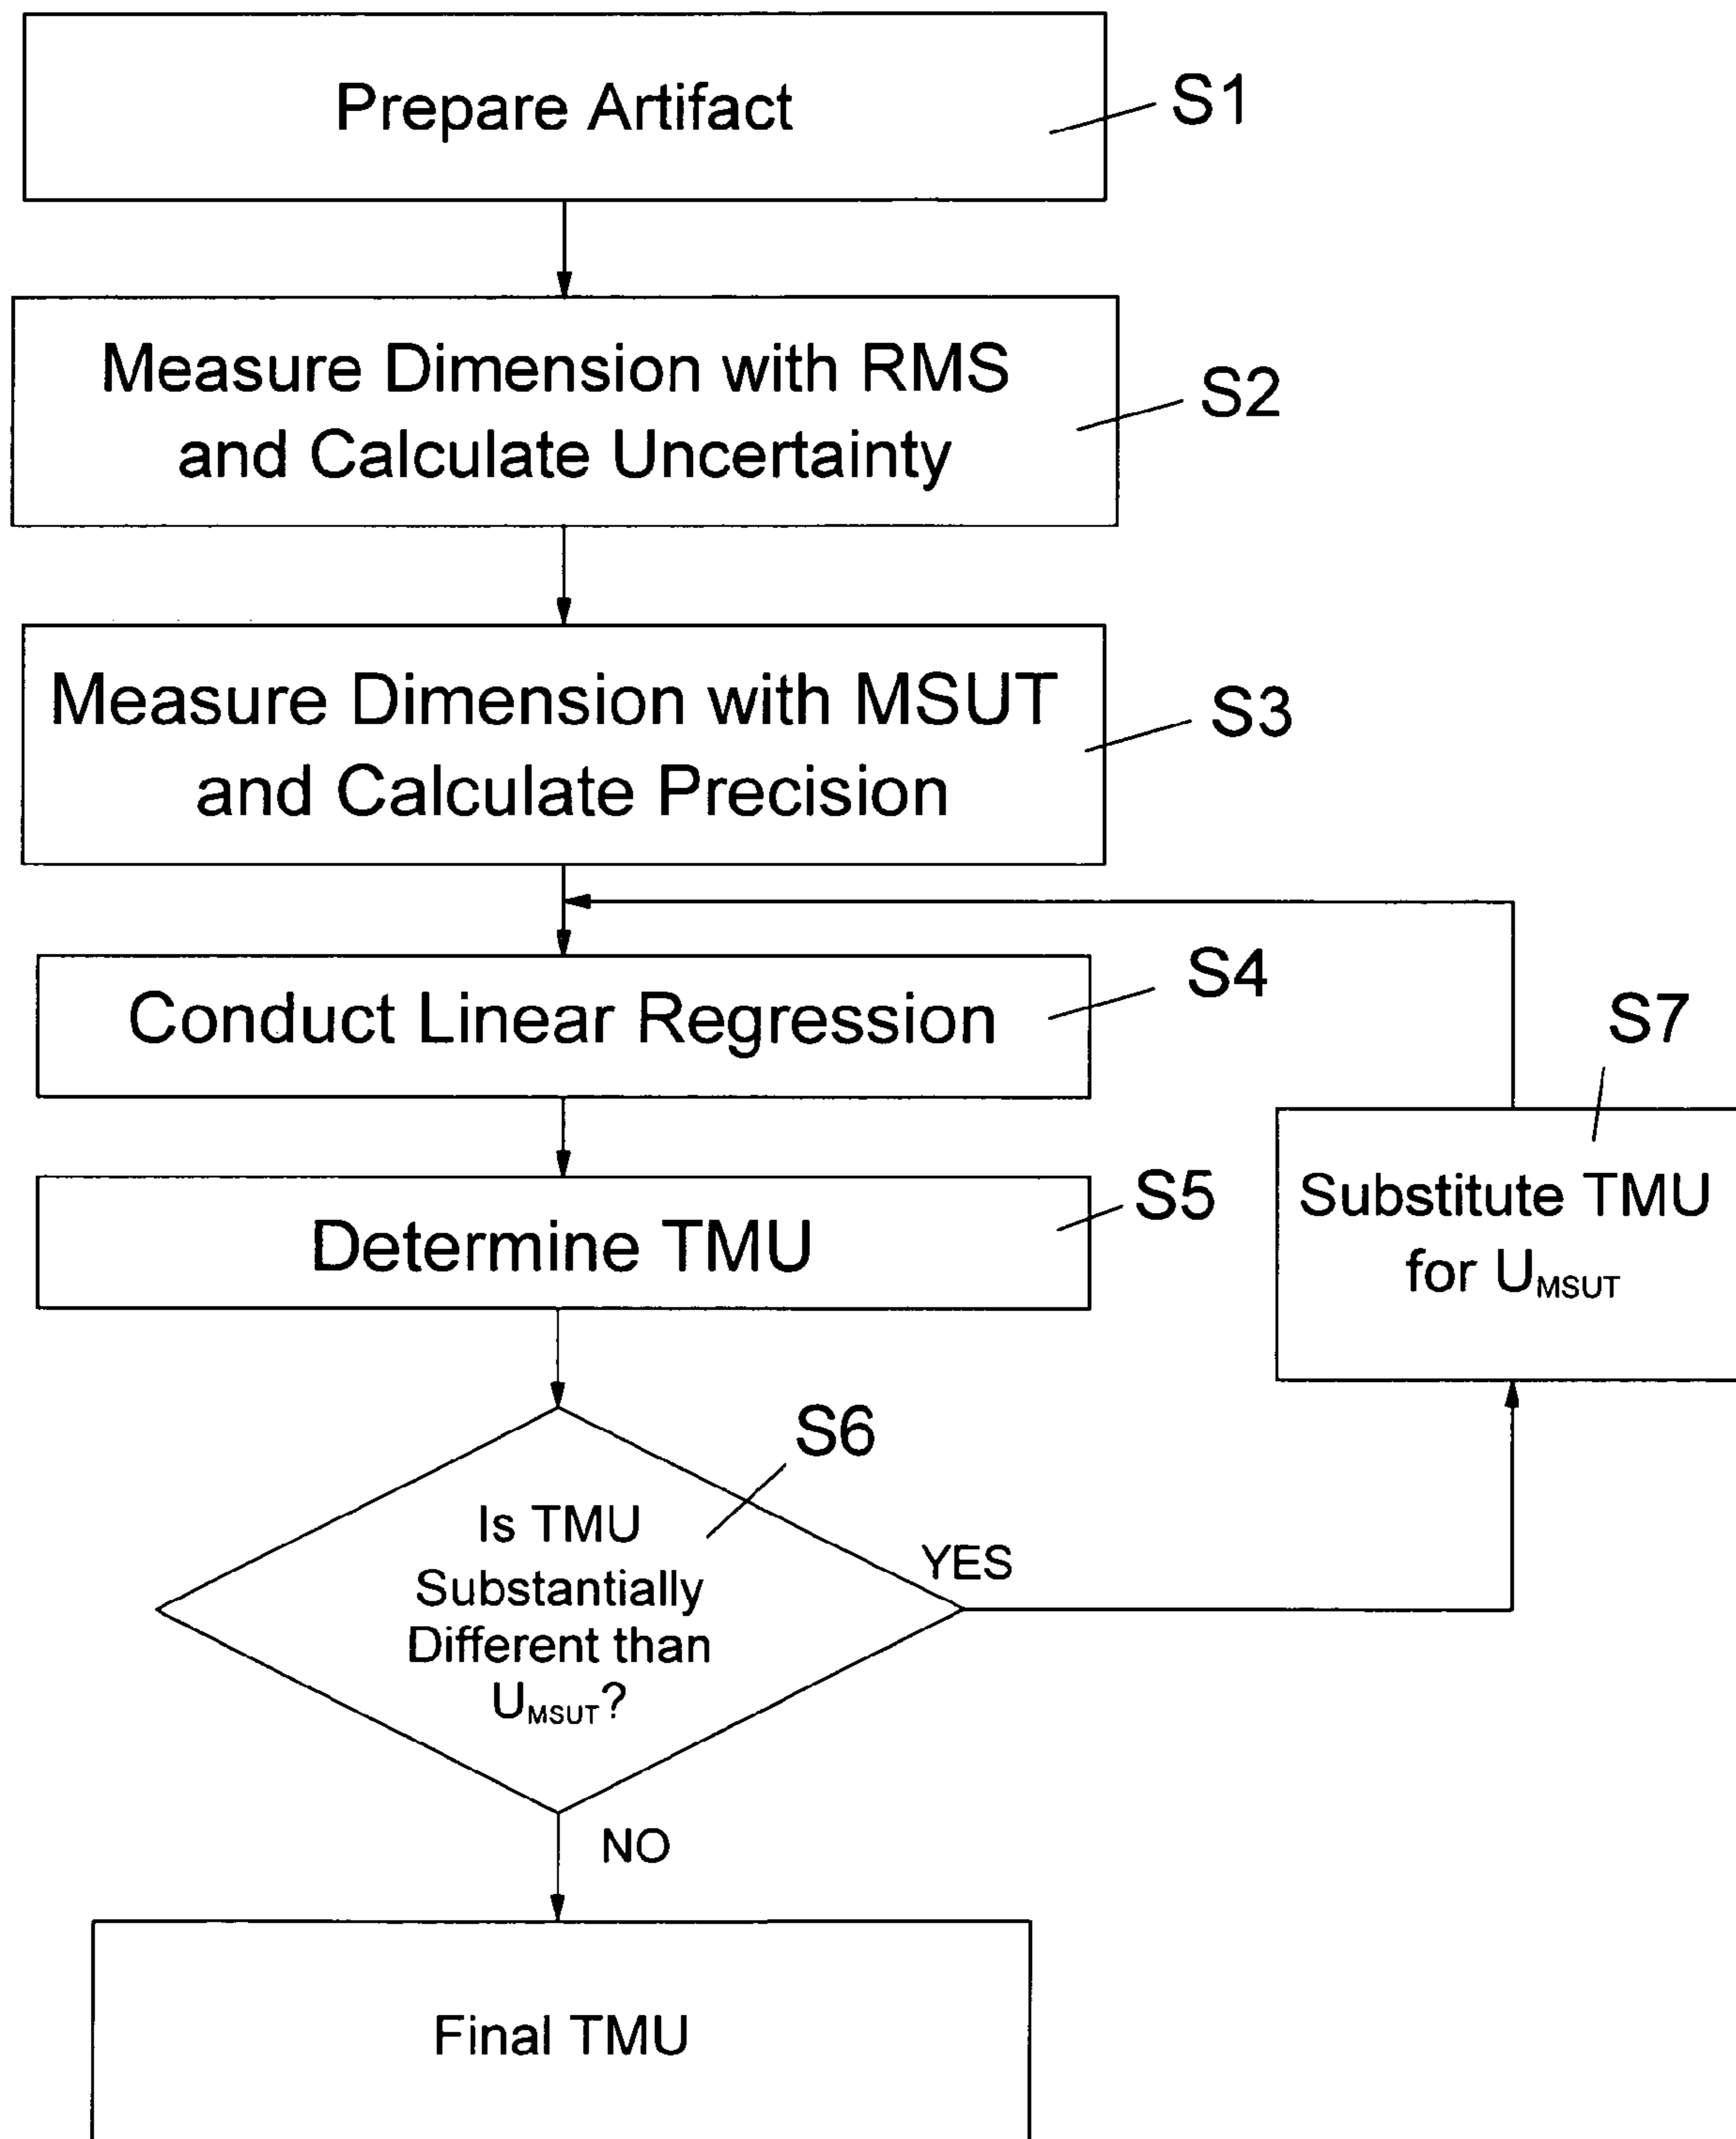 Prepare Artifact
S1
Measure Dimension with RMS
and Calculate Uncertainty
S2
Measure Dimension with MSUT
and Calculate Precision
S3
Conduct Linear Regression
S4
Determine TMU
S5
Substitute TMU
for UMSUT
S7
Is TMU
Substantially
Different than
UMSUT?
S6
YES
NO
Final TMU